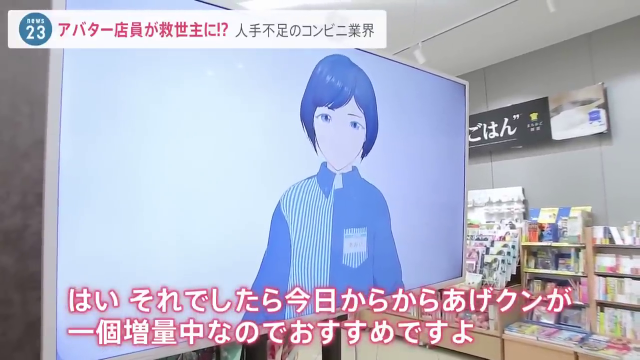 news
23
アバター店員が救世主に!?
人手不足のコンビニ業界
ごはん”
はい それでしたら今日からからあげクンが
一個増量中なのでおすすめですよ